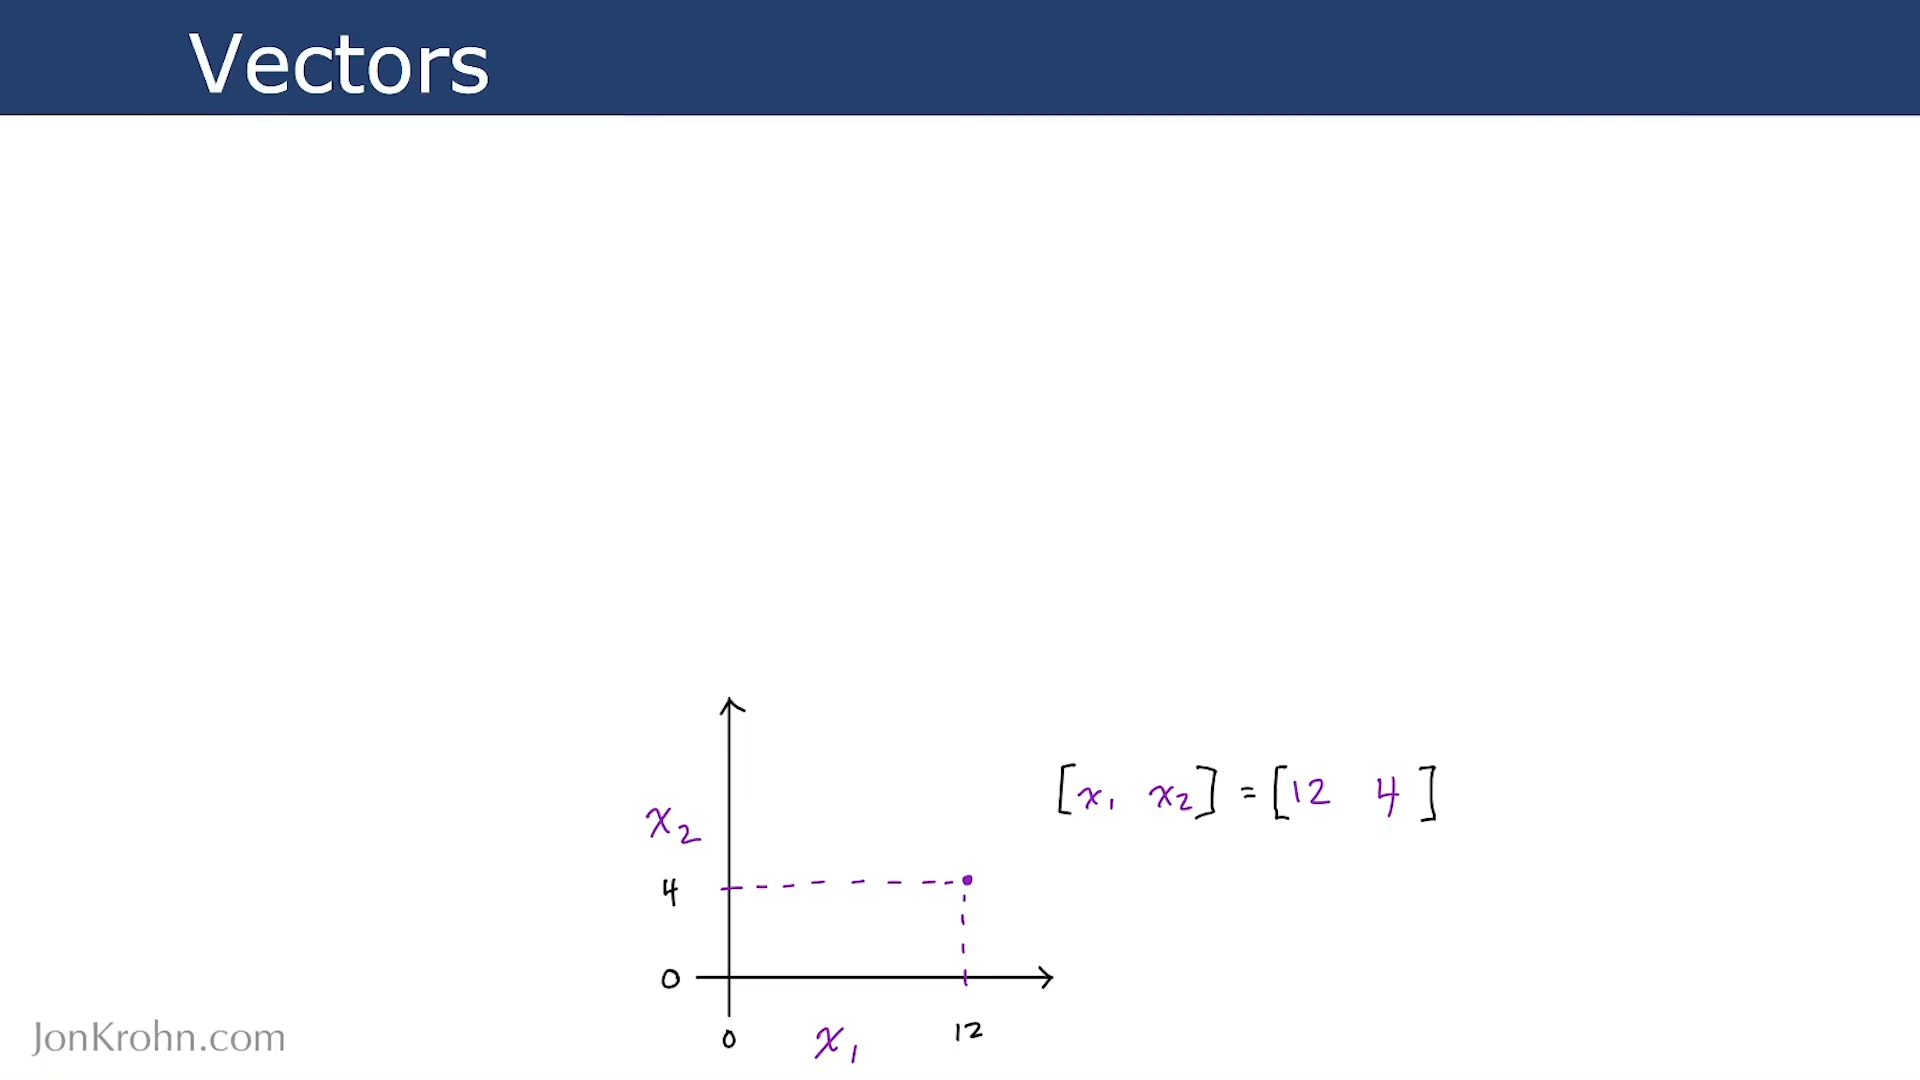 Vectors
[x₁ x₂] = [12 4]
x₂
4
0
0 x₁ 12
JonKrohn.com